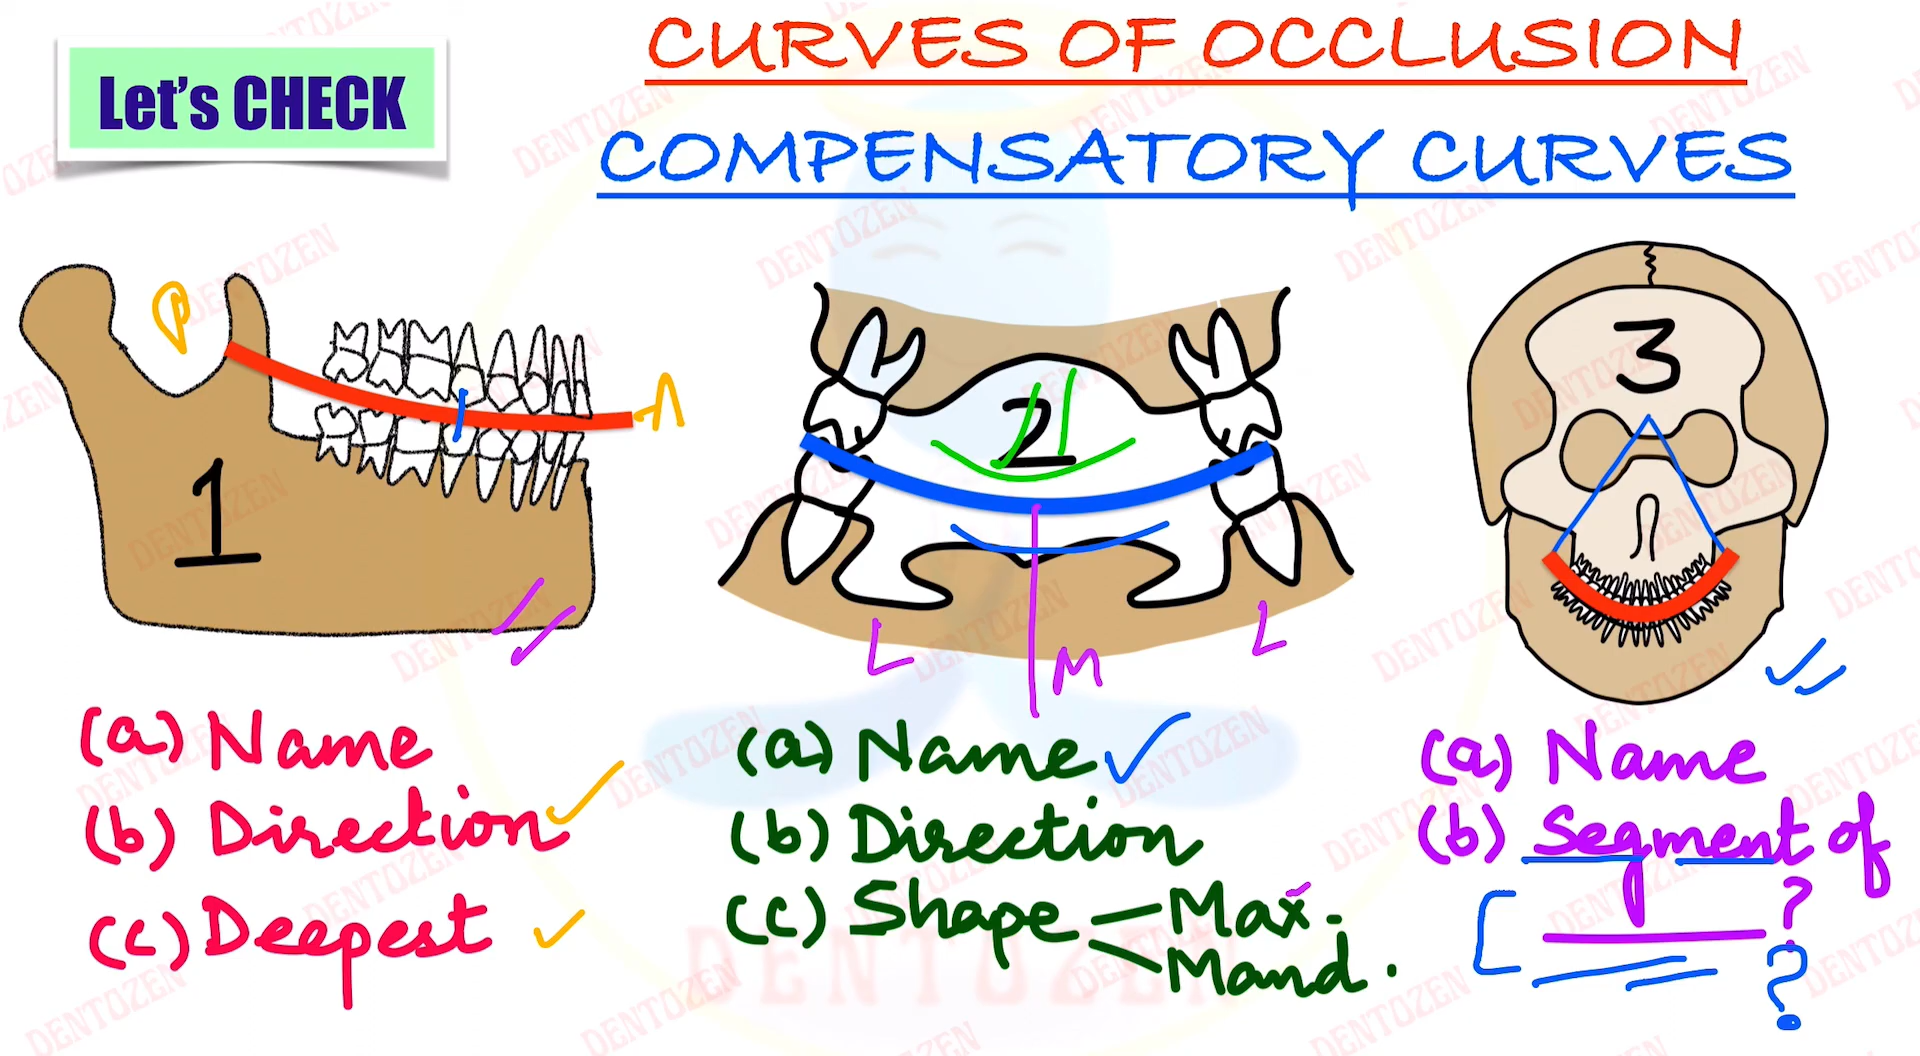 Let's CHECK
CURVES OF OCCLUSION
COMPENSATORY CURVES
P
A
1
2
3
L
M
L
(a) Name
(b) Direction
(c) Deepest
(a) Name
(b) Direction
(c) Shape — Max.
Mand.
(a) Name
(b) Segment of
?
?
DENTOZEN